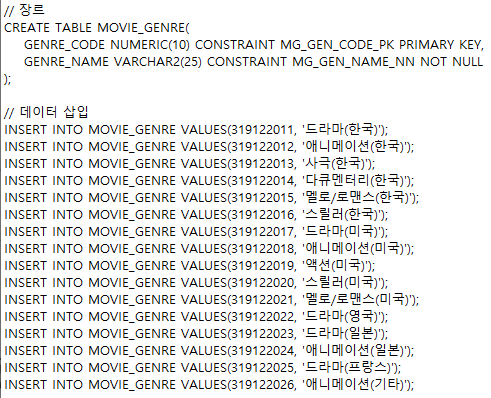 // 장르
CREATE TABLE MOVIE_GENRE(
GENRE_CODE NUMERIC(10) CONSTRAINT MG_GEN_CODE_PK PRIMARY KEY,
GENRE_NAME VARCHAR2(25) CONSTRAINT MG_GEN_NAME_NN NOT NULL
);
// 데이터 삽입
INSERT INTO MOVIE_GENRE VALUES(319122011, '드라마(한국)');
INSERT INTO MOVIE_GENRE VALUES(319122012, '애니메이션(한국)');
INSERT INTO MOVIE_GENRE VALUES(319122013, '사극(한국)');
INSERT INTO MOVIE_GENRE VALUES(319122014, '다큐멘터리(한국)');
INSERT INTO MOVIE_GENRE VALUES(319122015, '멜로/로맨스(한국)');
INSERT INTO MOVIE_GENRE VALUES(319122016, '스릴러(한국)');
INSERT INTO MOVIE_GENRE VALUES(319122017, '드라마(미국)');
INSERT INTO MOVIE_GENRE VALUES(319122018, '애니메이션(미국)');
INSERT INTO MOVIE_GENRE VALUES(319122019, '액션(미국)');
INSERT INTO MOVIE_GENRE VALUES(319122020, '스릴러(미국)');
INSERT INTO MOVIE_GENRE VALUES(319122021, '멜로/로맨스(미국)');
INSERT INTO MOVIE_GENRE VALUES(319122022, '드라마(영국)');
INSERT INTO MOVIE_GENRE VALUES(319122023, '드라마(일본)');
INSERT INTO MOVIE_GENRE VALUES(319122024, '애니메이션(일본)');
INSERT INTO MOVIE_GENRE VALUES(319122025, '드라마(프랑스)');
INSERT INTO MOVIE_GENRE VALUES(319122026, '애니메이션(기타)');